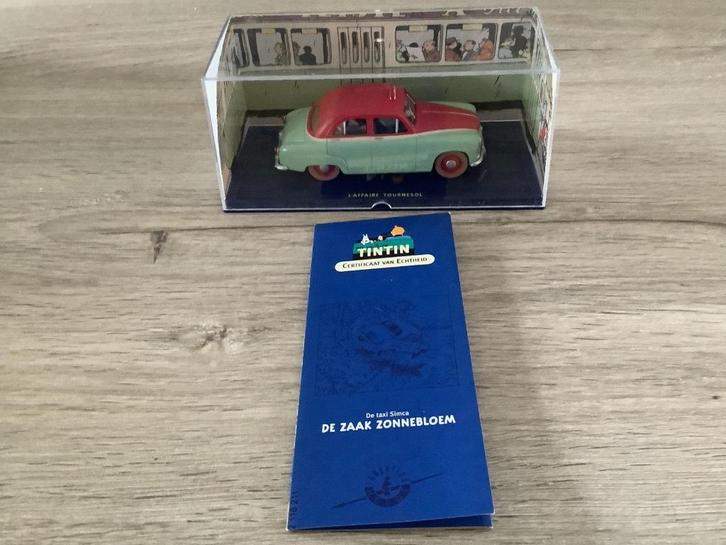 L'AFFAIRE TOURNESOL
TINTIN
CERTIFICAAT VAN ECHTHEID
De taxi Simca
DE ZAAK ZONNEBLOEM